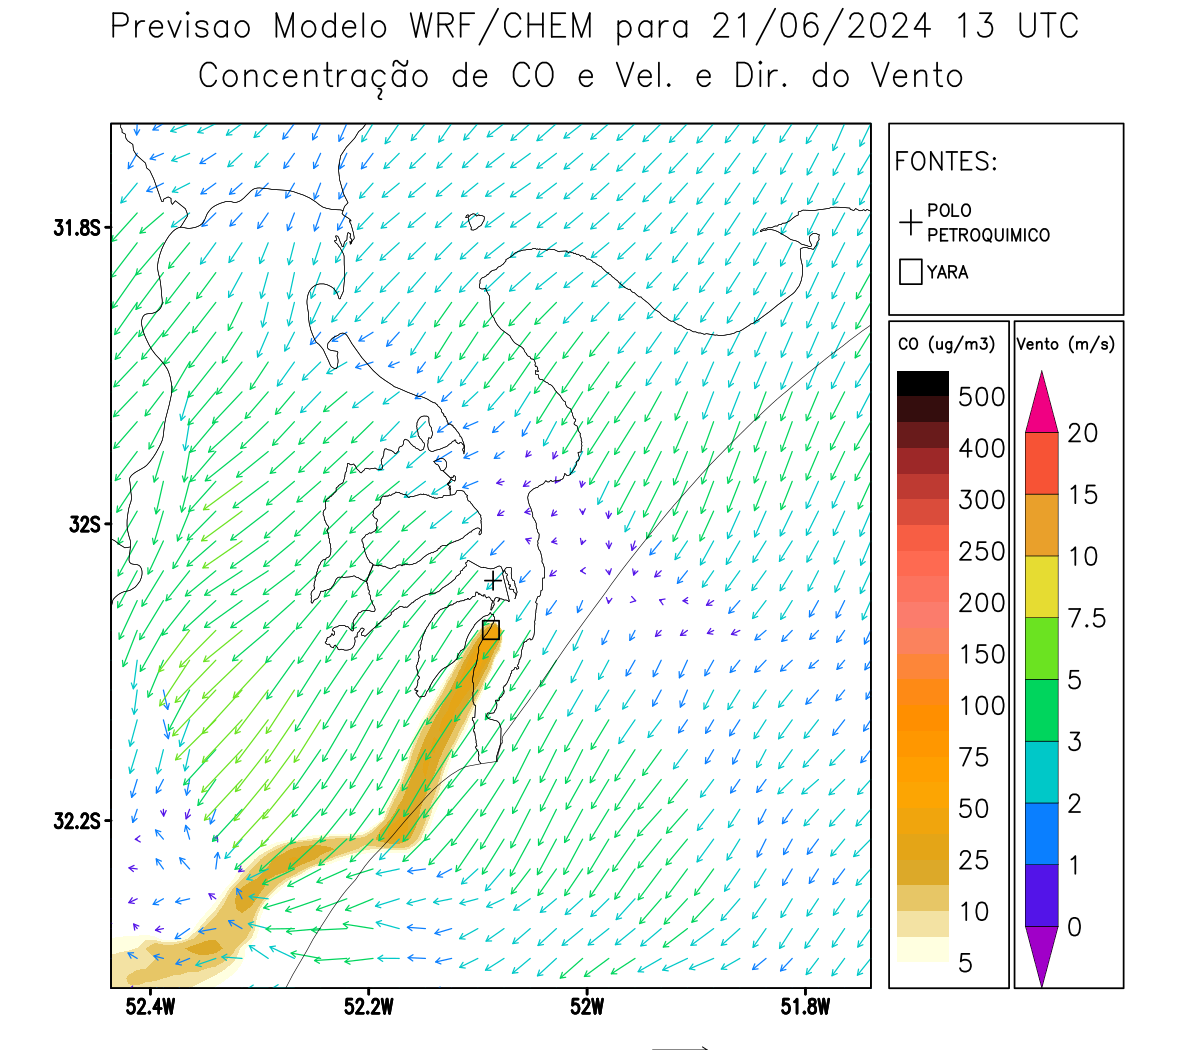 Previsao Modelo WRF/CHEM para 21/06/2024 13 UTC
Concentração de CO e Vel. e Dir. do Vento
FONTES:
POLO
PETROQUIMICO
YARA
31.8S
32S
32.2S
52.4W
52.2W
52W
51.8W
CO (ug/m3)
500
400
300
250
200
150
100
75
50
25
10
5
Vento (m/s)
20
15
10
7.5
5
3
2
1
0